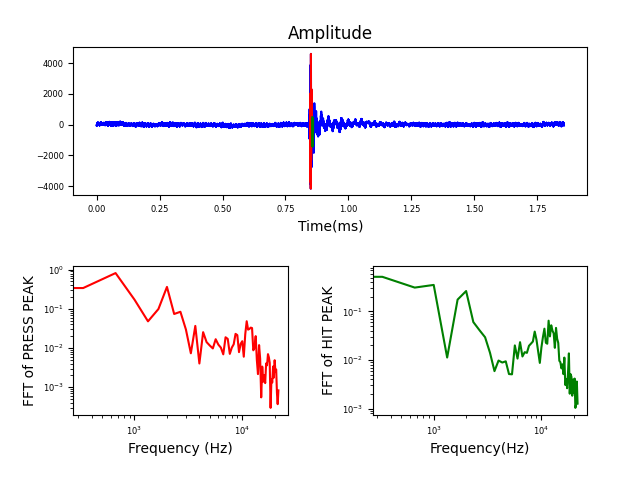 Amplitude
4000
2000
0
−2000
−4000
0.00 0.25 0.50 0.75 1.00 1.25 1.50 1.75
Time(ms)
FFT of PRESS PEAK
10⁰
10⁻¹
10⁻²
10⁻³
10³ 10⁴
Frequency (Hz)
FFT of HIT PEAK
10⁻¹
10⁻²
10⁻³
10³ 10⁴
Frequency(Hz)